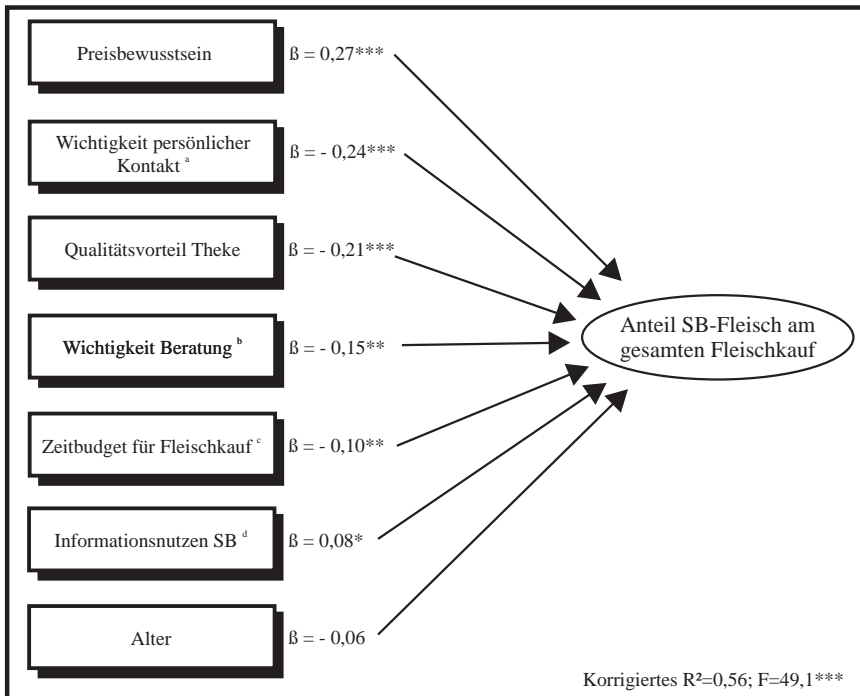 Preisbewusstsein
ß = 0,27***
Wichtigkeit persönlicher
Kontakt ᵃ
ß = - 0,24***
Qualitätsvorteil Theke
ß = - 0,21***
Wichtigkeit Beratung ᵇ
ß = - 0,15**
Zeitbudget für Fleischkauf ᶜ
ß = - 0,10**
Informationsnutzen SB ᵈ
ß = 0,08*
Alter
ß = - 0,06
Anteil SB-Fleisch am
gesamten Fleischkauf
Korrigiertes R²=0,56; F=49,1***